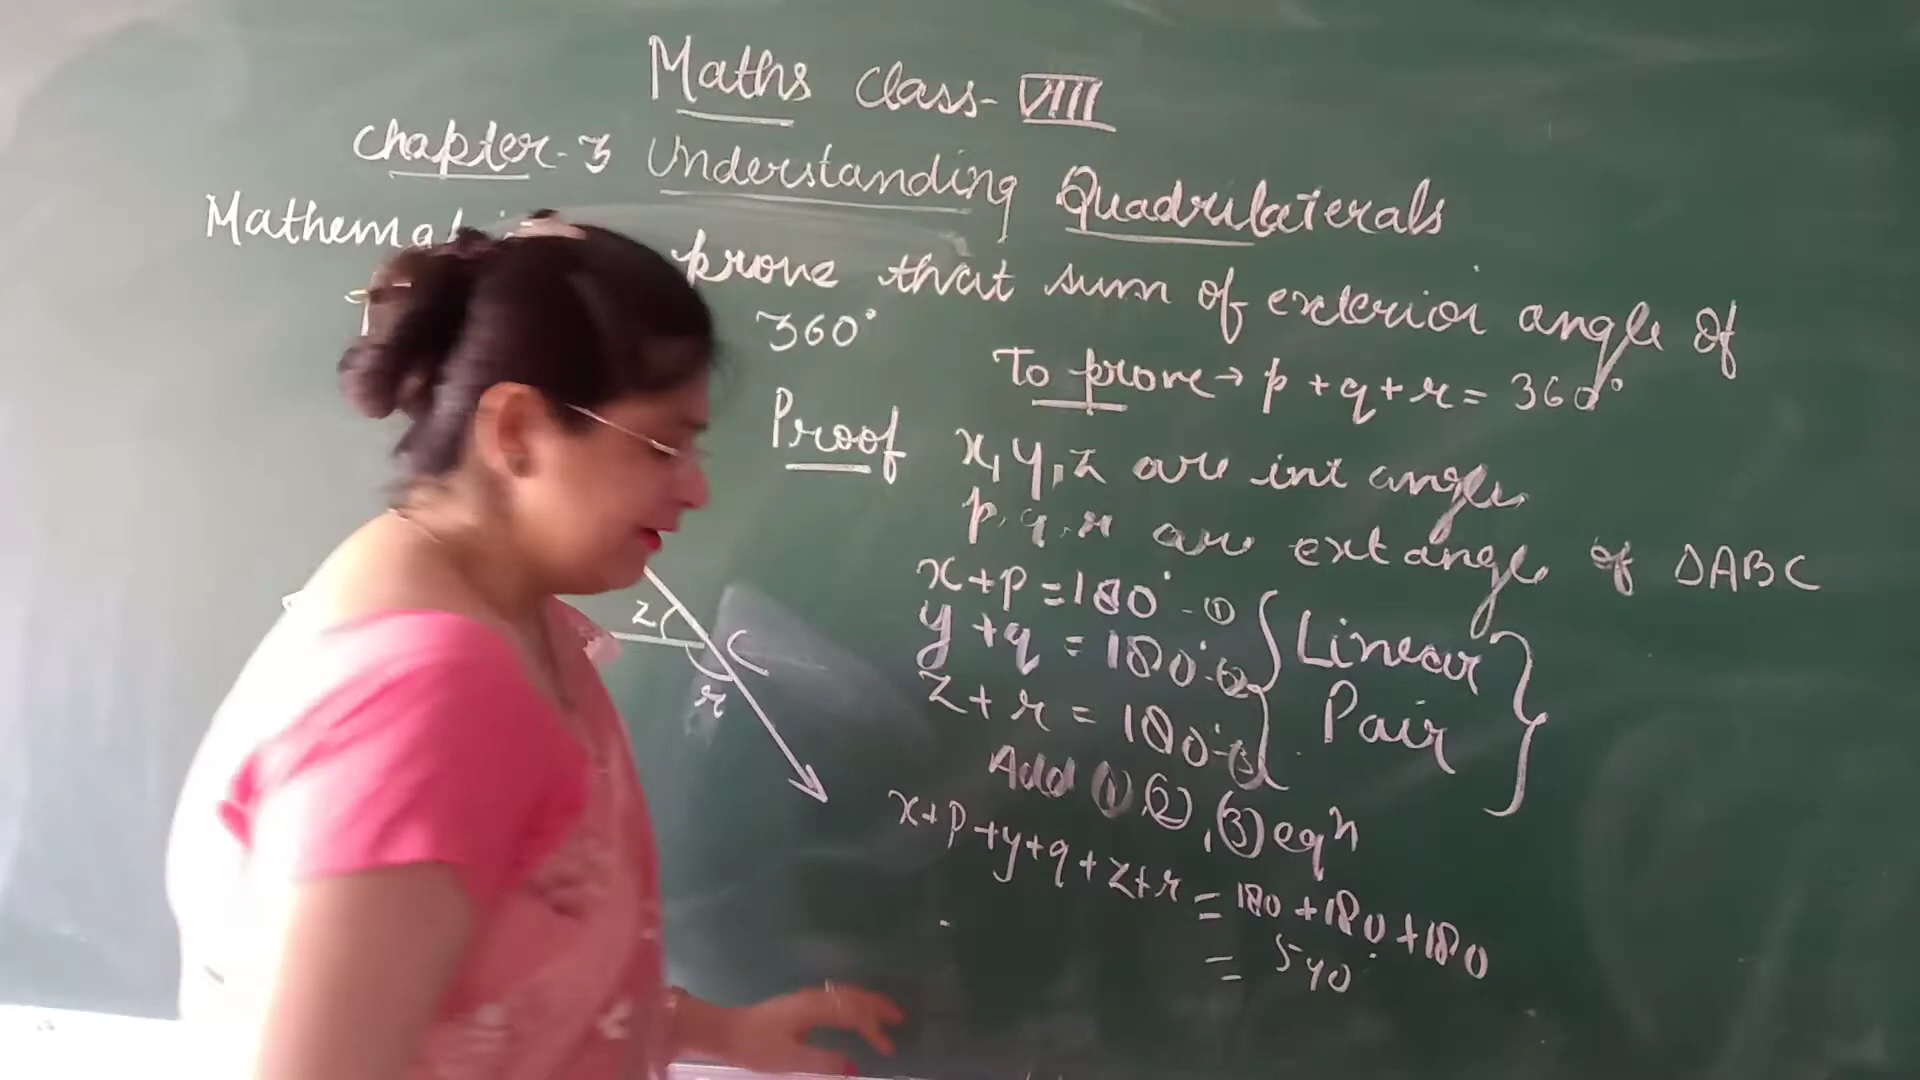 Maths Class- VIII
Chapter-3 Understanding Quadrilaterals
prove that sum of exterior angle of
360°
To prove → p + q + r = 360°
Proof x, y, z are int angles
p, q, r are ext angle of △ABC
x+p = 180° - ①
y+q = 180° - ②
z+r = 180° - ③
Linear
Pair
Add ①, ②, ③ eqn
x+p+y+q+z+r = 180+180+180
= 540°
z
C
r